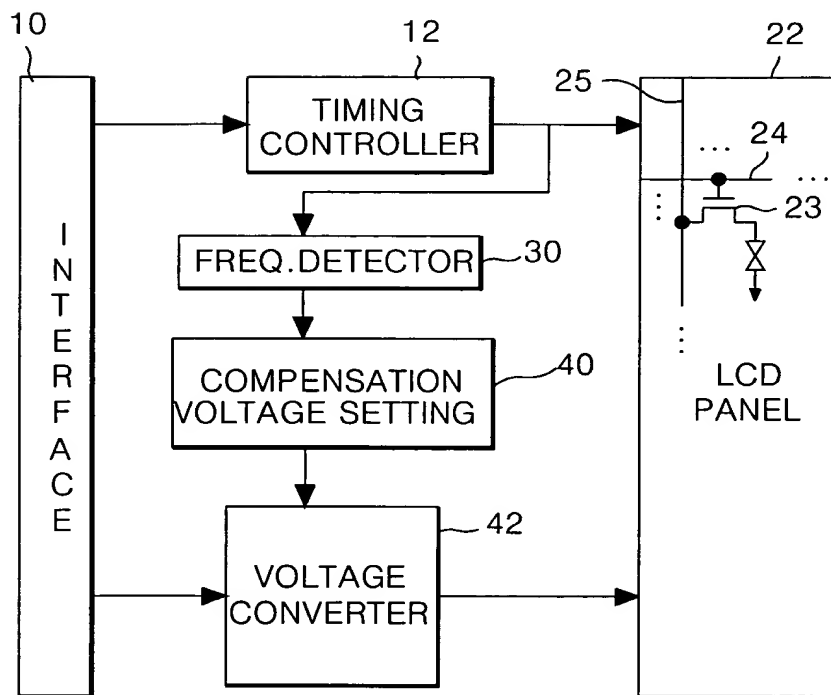 10
12
22
TIMING
CONTROLLER
25
...
24
...
...
23
FREQ.DETECTOR
30
INTERFACE
COMPENSATION
VOLTAGE SETTING
40
...
LCD
PANEL
42
VOLTAGE
CONVERTER